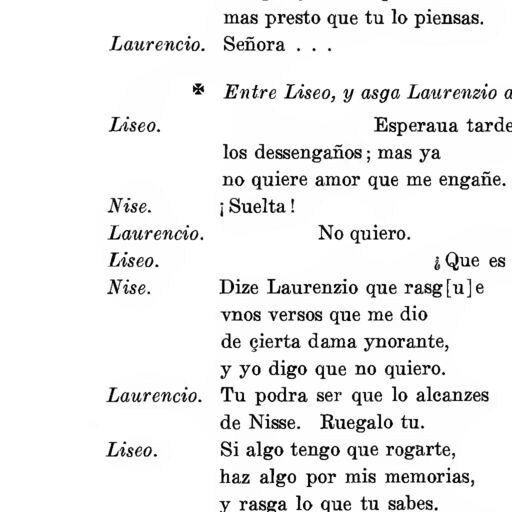 mas presto que tu lo piensas.
Laurencio. Señora . . .
✠ Entre Liseo, y asga Laurenzio a
Liseo. Esperaua tarde
los dessengaños; mas ya
no quiere amor que me engañe.
Nise. ¡Suelta!
Laurencio. No quiero.
Liseo. ¿Que es
Nise. Dize Laurenzio que rasg[u]e
vnos versos que me dio
de çierta dama ynorante,
y yo digo que no quiero.
Laurencio. Tu podra ser que lo alcanzes
de Nisse. Ruegalo tu.
Liseo. Si algo tengo que rogarte,
haz algo por mis memorias,
y rasga lo que tu sabes.